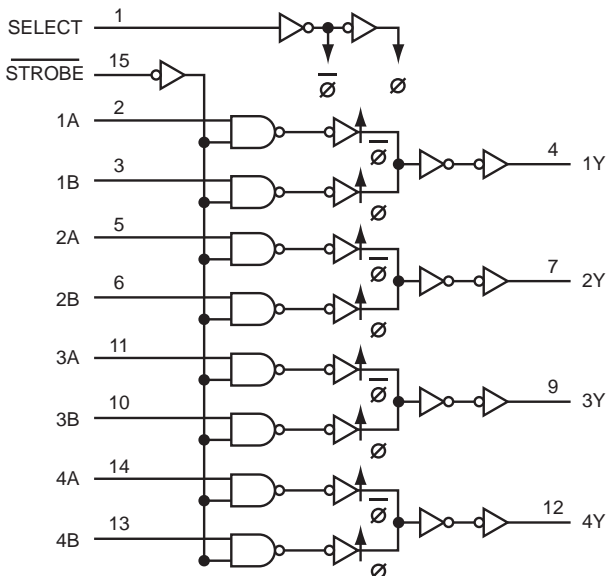 SELECT 1
STROBE 15
ø ø
1A 2
ø
4 1Y
1B 3
ø
2A 5
ø
7 2Y
2B 6
ø
3A 11
ø
9 3Y
3B 10
ø
4A 14
ø
12 4Y
4B 13
ø